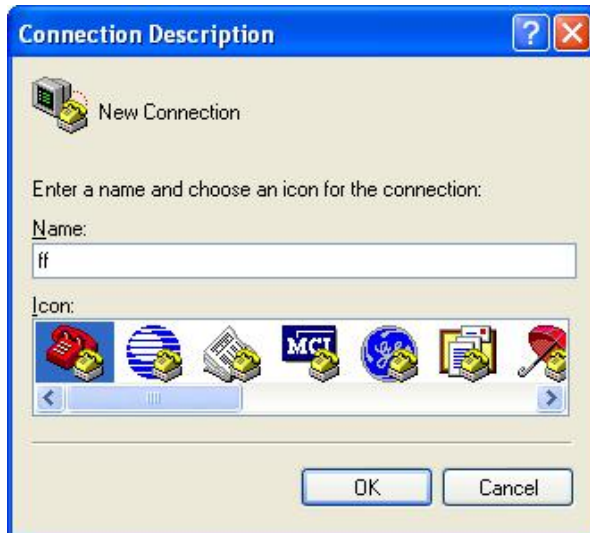 Connection Description
New Connection
Enter a name and choose an icon for the connection:
Name:
ff
Icon:
MCI
OK
Cancel